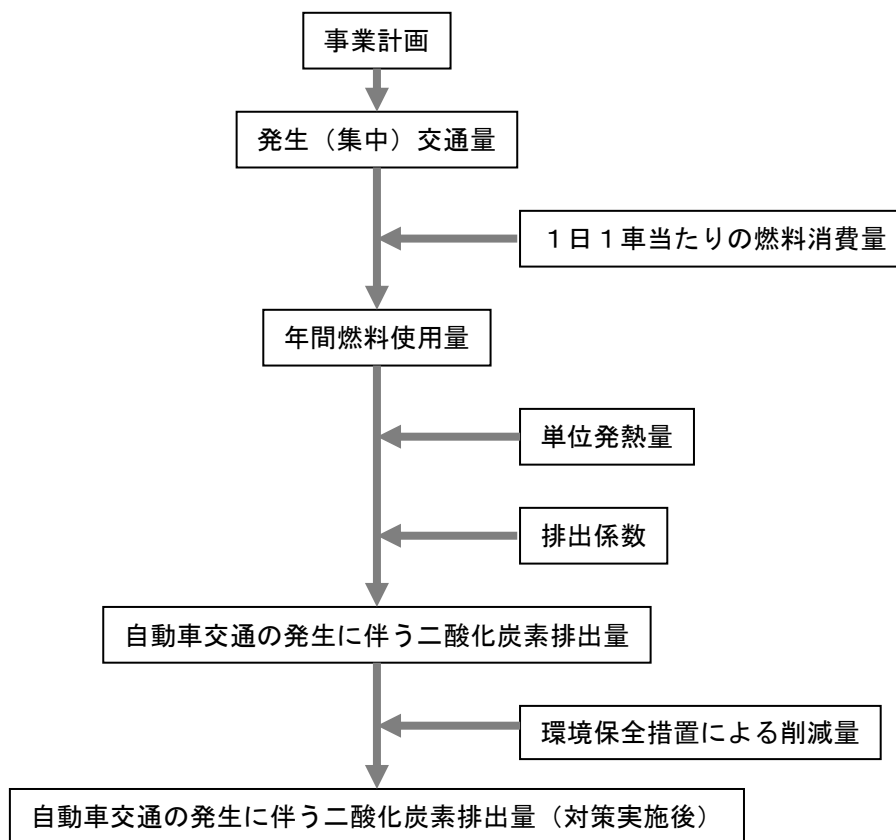 事業計画
発生（集中）交通量
１日１車当たりの燃料消費量
年間燃料使用量
単位発熱量
排出係数
自動車交通の発生に伴う二酸化炭素排出量
環境保全措置による削減量
自動車交通の発生に伴う二酸化炭素排出量（対策実施後）